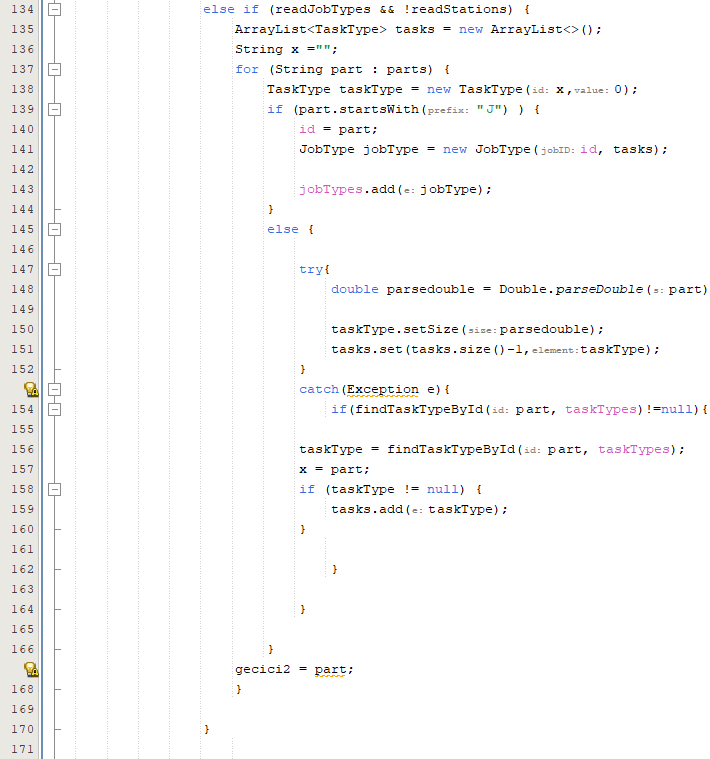 134 else if (readJobTypes && !readStations) {
135 ArrayList<TaskType> tasks = new ArrayList<>();
136 String x ="";
137 for (String part : parts) {
138 TaskType taskType = new TaskType(id: x,value: 0);
139 if (part.startsWith(prefix: "J") ) {
140 id = part;
141 JobType jobType = new JobType(jobID: id, tasks);
142
143 jobTypes.add(e: jobType);
144 }
145 else {
146
147 try{
148 double parsedouble = Double.parseDouble(s: part)
149
150 taskType.setSize(size: parsedouble);
151 tasks.set(tasks.size()-1,element: taskType);
152 }
catch(Exception e){
154 if(findTaskTypeById(id: part, taskTypes)!=null){
155
156 taskType = findTaskTypeById(id: part, taskTypes);
157 x = part;
158 if (taskType != null) {
159 tasks.add(e: taskType);
160 }
161
162 }
163
164 }
165
166 }
gecici2 = part;
168 }
169
170 }
171